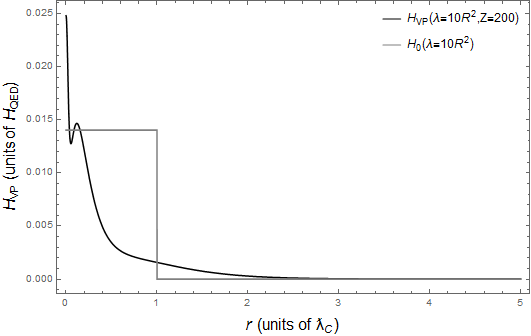 H_VP(λ=10R²,Z=200)
H_0(λ=10R²)
H_VP (units of H_QED)
0.025
0.020
0.015
0.010
0.005
0.000
0 1 2 3 4 5
r (units of ƛ_C)